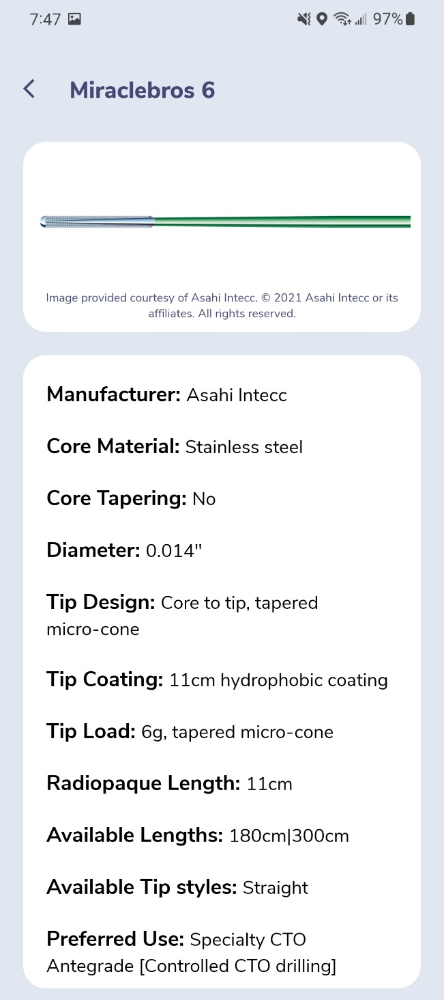 7:47 97%
Miraclebros 6
Image provided courtesy of Asahi Intecc. © 2021 Asahi Intecc or its
affiliates. All rights reserved.
Manufacturer: Asahi Intecc
Core Material: Stainless steel
Core Tapering: No
Diameter: 0.014"
Tip Design: Core to tip, tapered
micro-cone
Tip Coating: 11cm hydrophobic coating
Tip Load: 6g, tapered micro-cone
Radiopaque Length: 11cm
Available Lengths: 180cm|300cm
Available Tip styles: Straight
Preferred Use: Specialty CTO
Antegrade [Controlled CTO drilling]